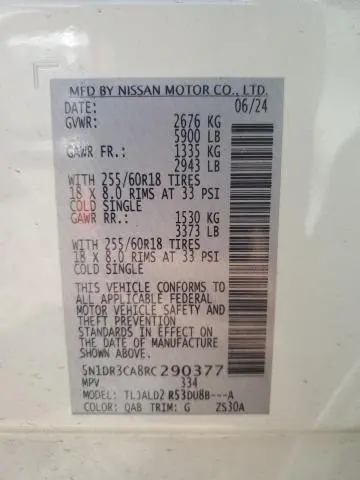 MFD BY NISSAN MOTOR CO., LTD.
DATE: 06/24
GVWR: 2676 KG
5900 LB
GAWR FR.: 1335 KG
2943 LB
WITH 255/60R18 TIRES
18 X 8.0 RIMS AT 33 PSI
COLD SINGLE
GAWR RR.: 1530 KG
3373 LB
WITH 255/60R18 TIRES
18 X 8.0 RIMS AT 33 PSI
COLD SINGLE
THIS VEHICLE CONFORMS TO
ALL APPLICABLE FEDERAL
MOTOR VEHICLE SAFETY AND
THEFT PREVENTION
STANDARDS IN EFFECT ON
THE DATE OF MANUFACTURE
SHOWN ABOVE.
5N1DR3CA8RC290377
MPV 334
MODEL: TLJALD2 R53DU8B---A
COLOR: QAB TRIM: G ZS30A